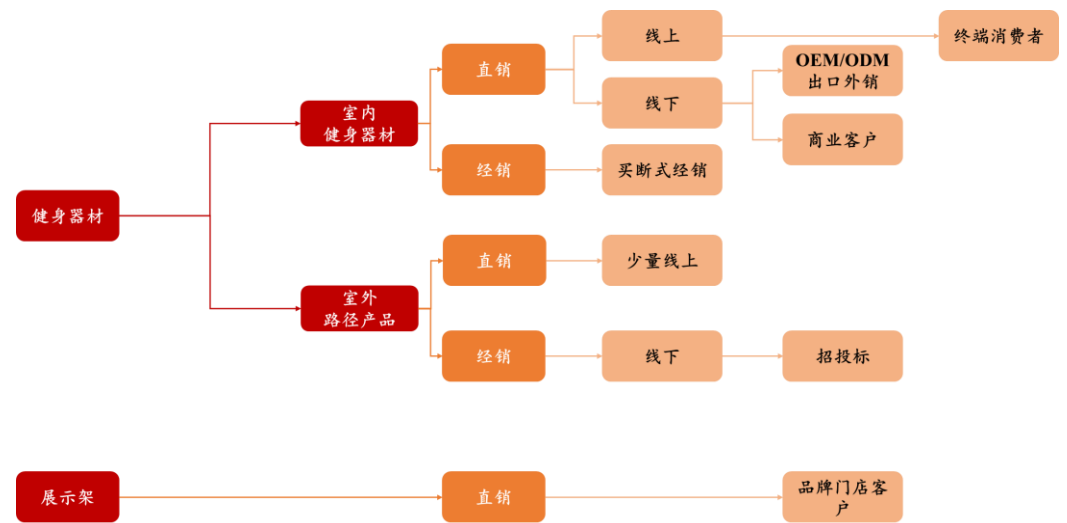 线上
终端消费者
直销
OEM/ODM
出口外销
线下
室内
健身器材
商业客户
经销
买断式经销
健身器材
直销
少量线上
室外
路径产品
经销
线下
招投标
展示架
直销
品牌门店客
户